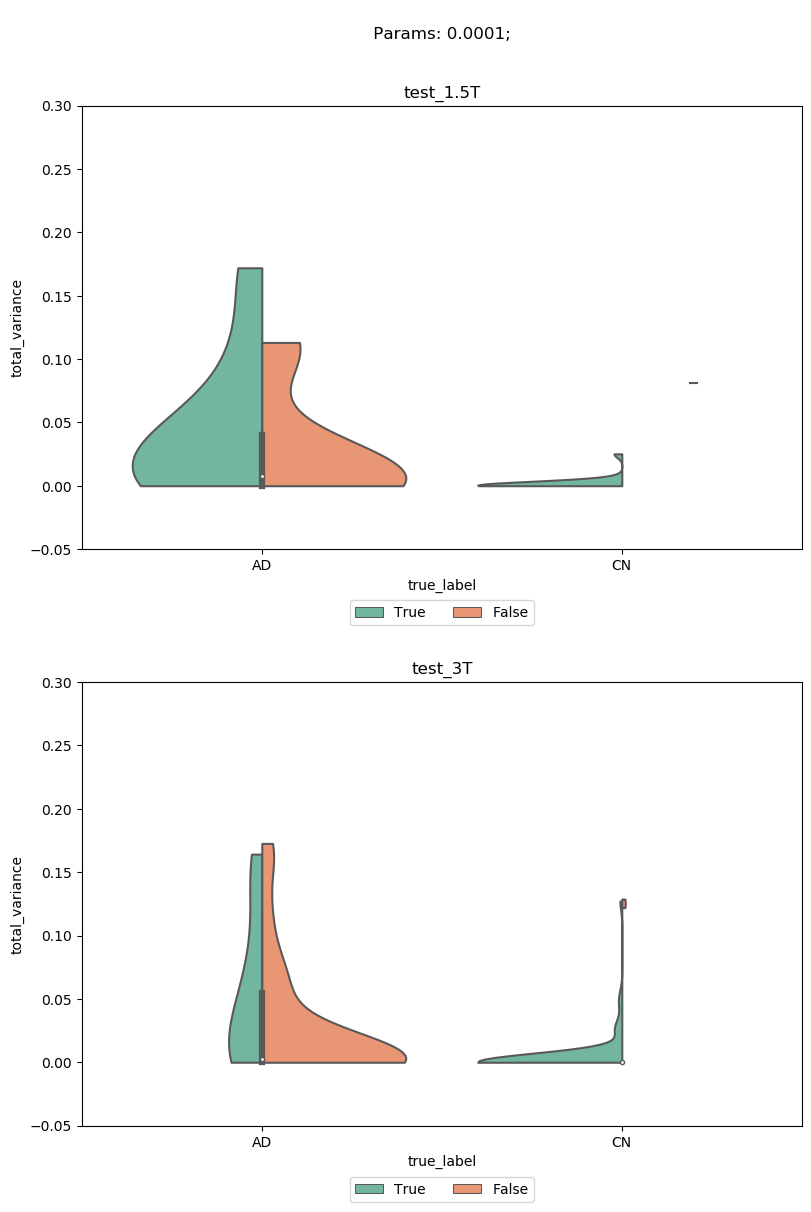 Params: 0.0001;
test_1.5T
0.30
0.25
0.20
0.15
0.10
0.05
0.00
−0.05
total_variance
AD CN
true_label
True False
test_3T
0.30
0.25
0.20
0.15
0.10
0.05
0.00
−0.05
total_variance
AD CN
true_label
True False